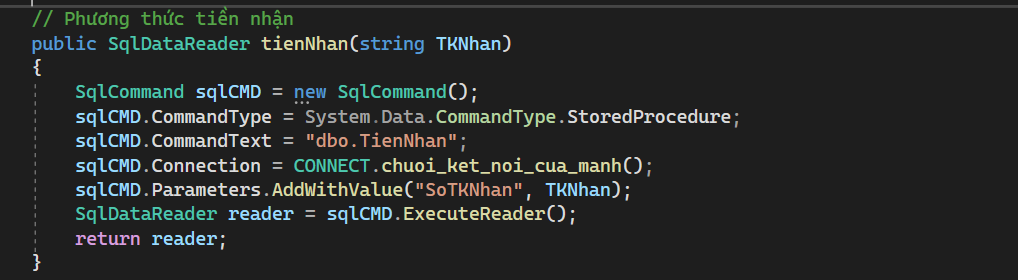 // Phương thức tiền nhận
public SqlDataReader tienNhan(string TKNhan)
{
SqlCommand sqlCMD = new SqlCommand();
sqlCMD.CommandType = System.Data.CommandType.StoredProcedure;
sqlCMD.CommandText = "dbo.TienNhan";
sqlCMD.Connection = CONNECT.chuoi_ket_noi_cua_manh();
sqlCMD.Parameters.AddWithValue("SoTKNhan", TKNhan);
SqlDataReader reader = sqlCMD.ExecuteReader();
return reader;
}